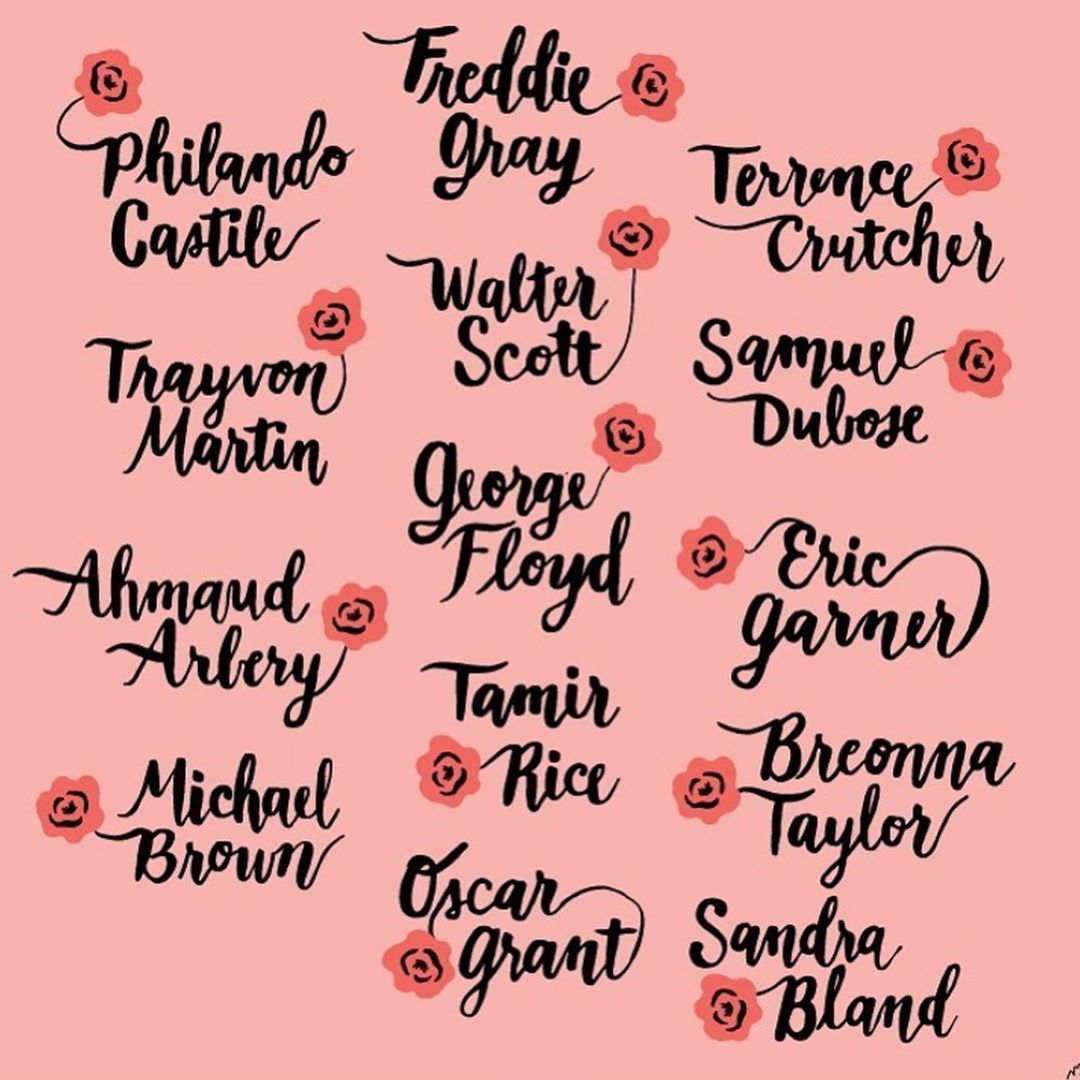 Freddie
Gray
Philando
Castile
Terrence
Crutcher
Walter
Scott
Trayvon
Martin
Samuel
Dubose
George
Floyd
Ahmaud
Arbery
Eric
Garner
Tamir
Rice
Breonna
Taylor
Michael
Brown
Oscar
Grant
Sandra
Bland